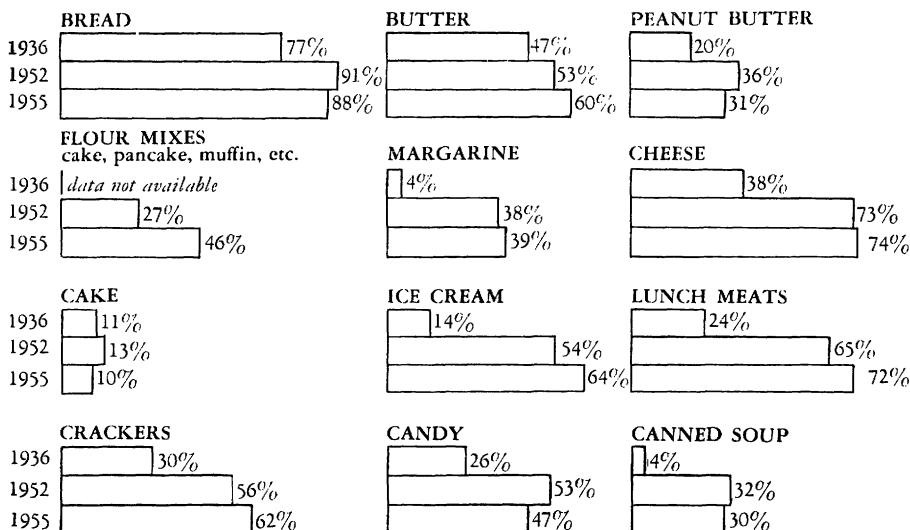 BREAD BUTTER PEANUT BUTTER
1936 77% 47% 20%
1952 91% 53% 36%
1955 88% 60% 31%
FLOUR MIXES
cake, pancake, muffin, etc. MARGARINE CHEESE
1936 data not available 4% 38%
1952 27% 38% 73%
1955 46% 39% 74%
CAKE ICE CREAM LUNCH MEATS
1936 11% 14% 24%
1952 13% 54% 65%
1955 10% 64% 72%
CRACKERS CANDY CANNED SOUP
1936 30% 26% 4%
1952 56% 53% 32%
1955 62% 47% 30%